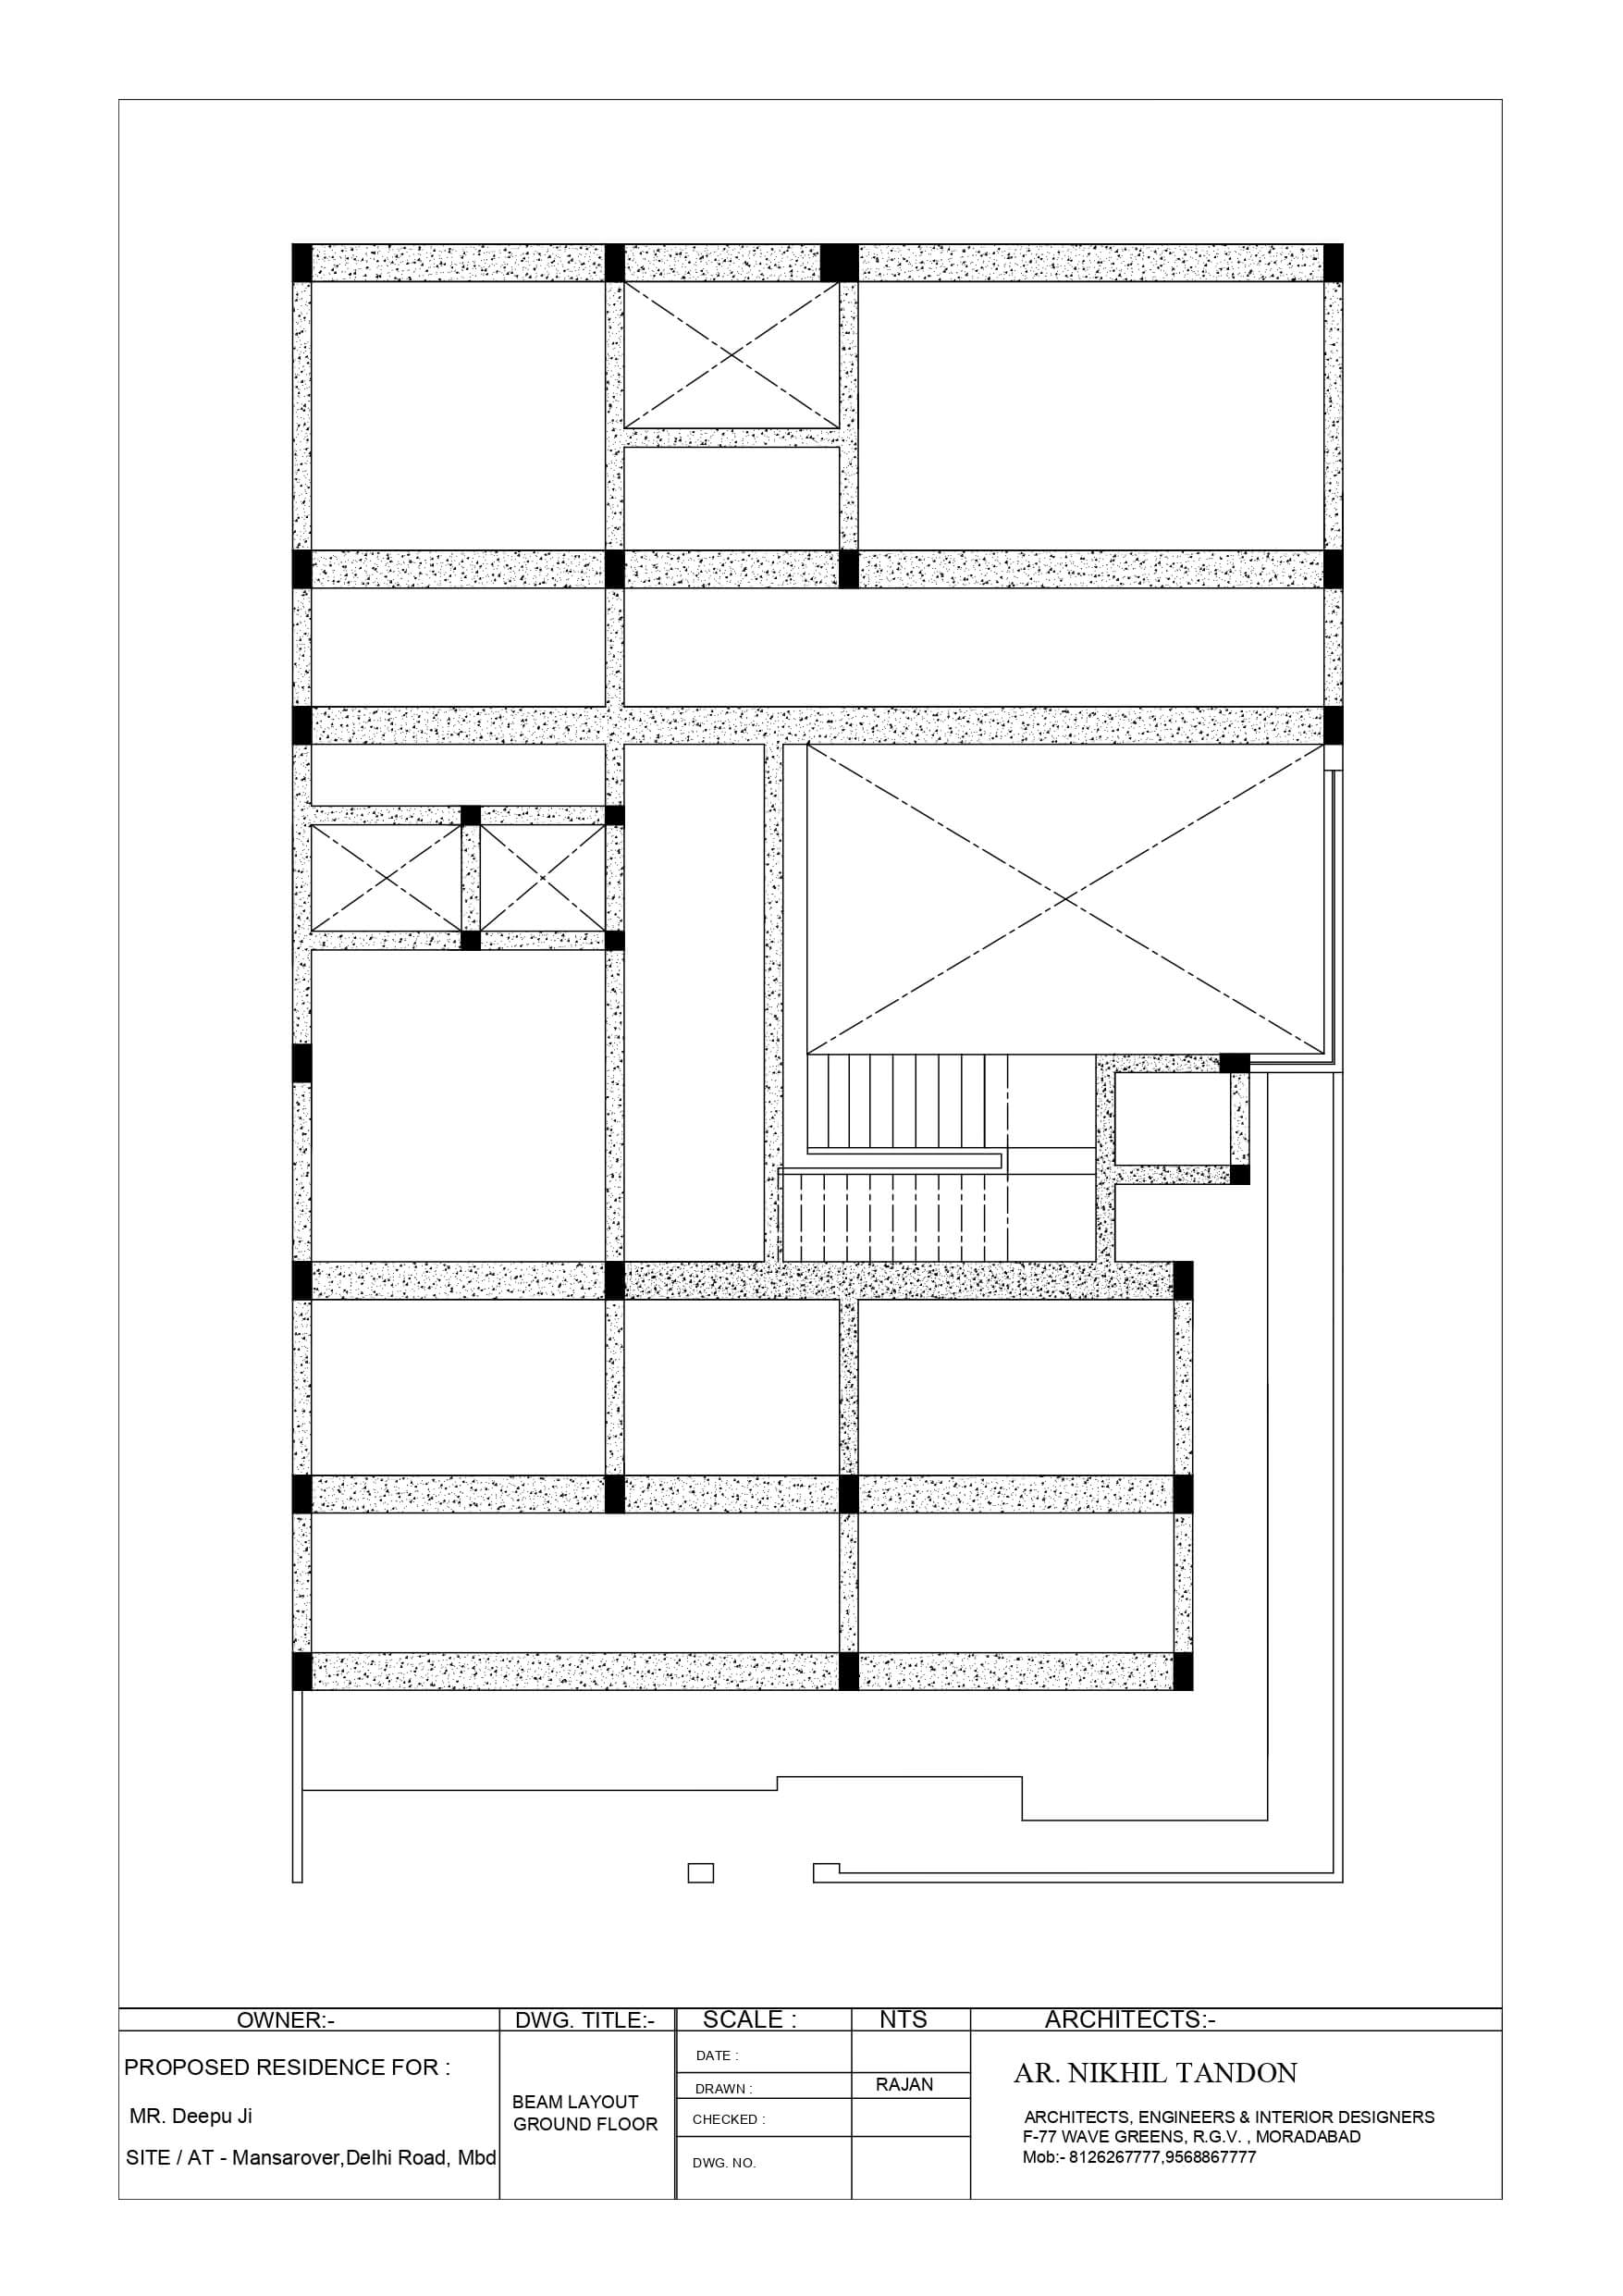 OWNER:-
PROPOSED RESIDENCE FOR :
MR. Deepu Ji
SITE / AT - Mansarover,Delhi Road, Mbd
DWG. TITLE:-
BEAM LAYOUT
GROUND FLOOR
SCALE : NTS
DATE :
DRAWN : RAJAN
CHECKED :
DWG. NO.
ARCHITECTS:-
AR. NIKHIL TANDON
ARCHITECTS, ENGINEERS & INTERIOR DESIGNERS
F-77 WAVE GREENS, R.G.V. , MORADABAD
Mob:- 8126267777,9568867777